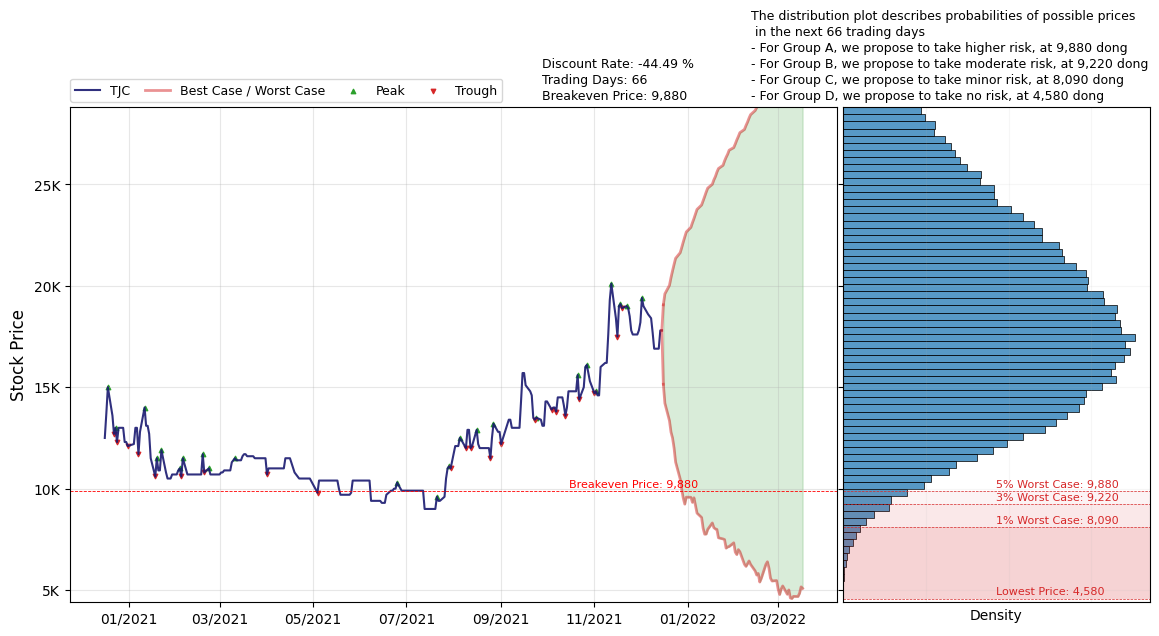 The distribution plot describes probabilities of possible prices
in the next 66 trading days
- For Group A, we propose to take higher risk, at 9,880 dong
- For Group B, we propose to take moderate risk, at 9,220 dong
- For Group C, we propose to take minor risk, at 8,090 dong
- For Group D, we propose to take no risk, at 4,580 dong
Discount Rate: -44.49 %
Trading Days: 66
Breakeven Price: 9,880
TJC Best Case / Worst Case Peak Trough
Stock Price
25K
20K
15K
10K
5K
Breakeven Price: 9,880
5% Worst Case: 9,880
3% Worst Case: 9,220
1% Worst Case: 8,090
Lowest Price: 4,580
01/2021 03/2021 05/2021 07/2021 09/2021 11/2021 01/2022 03/2022
Density